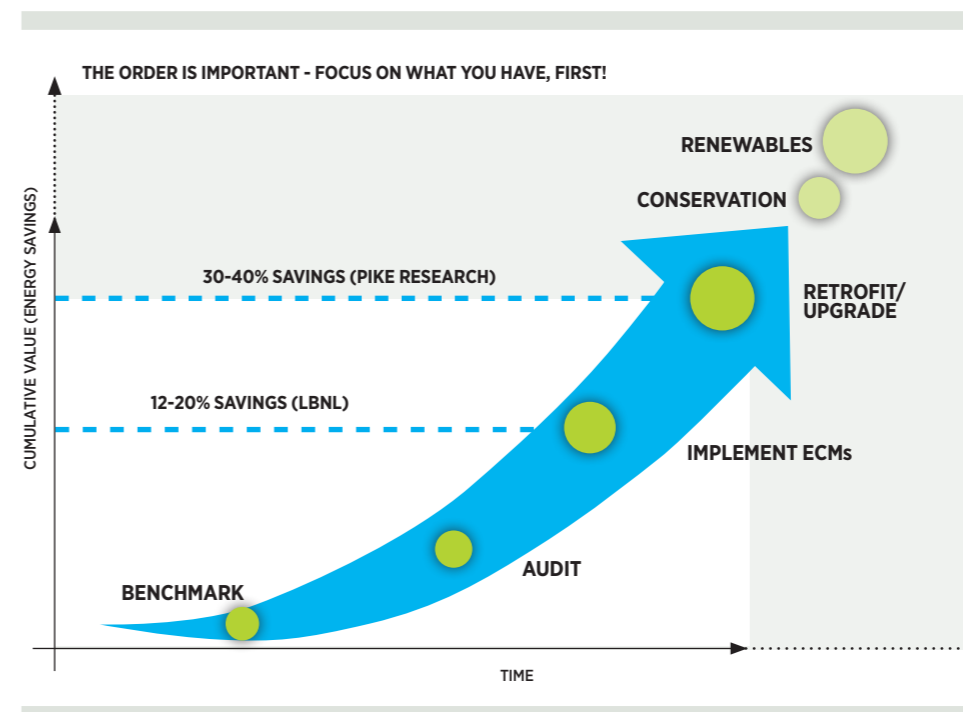 THE ORDER IS IMPORTANT - FOCUS ON WHAT YOU HAVE, FIRST!
RENEWABLES
CONSERVATION
30-40% SAVINGS (PIKE RESEARCH)
RETROFIT/
UPGRADE
12-20% SAVINGS (LBNL)
IMPLEMENT ECMs
AUDIT
BENCHMARK
CUMULATIVE VALUE (ENERGY SAVINGS)
TIME